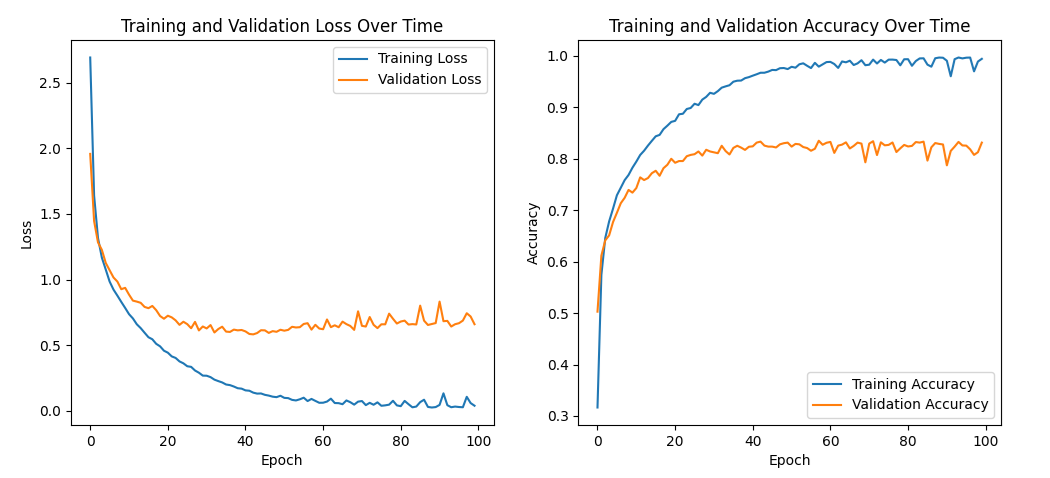 Training and Validation Loss Over Time
Training Loss
Validation Loss
2.5
2.0
1.5
1.0
0.5
0.0
Loss
0
20
40
60
80
100
Epoch
Training and Validation Accuracy Over Time
1.0
0.9
0.8
0.7
0.6
0.5
0.4
0.3
Accuracy
Training Accuracy
Validation Accuracy
0
20
40
60
80
100
Epoch